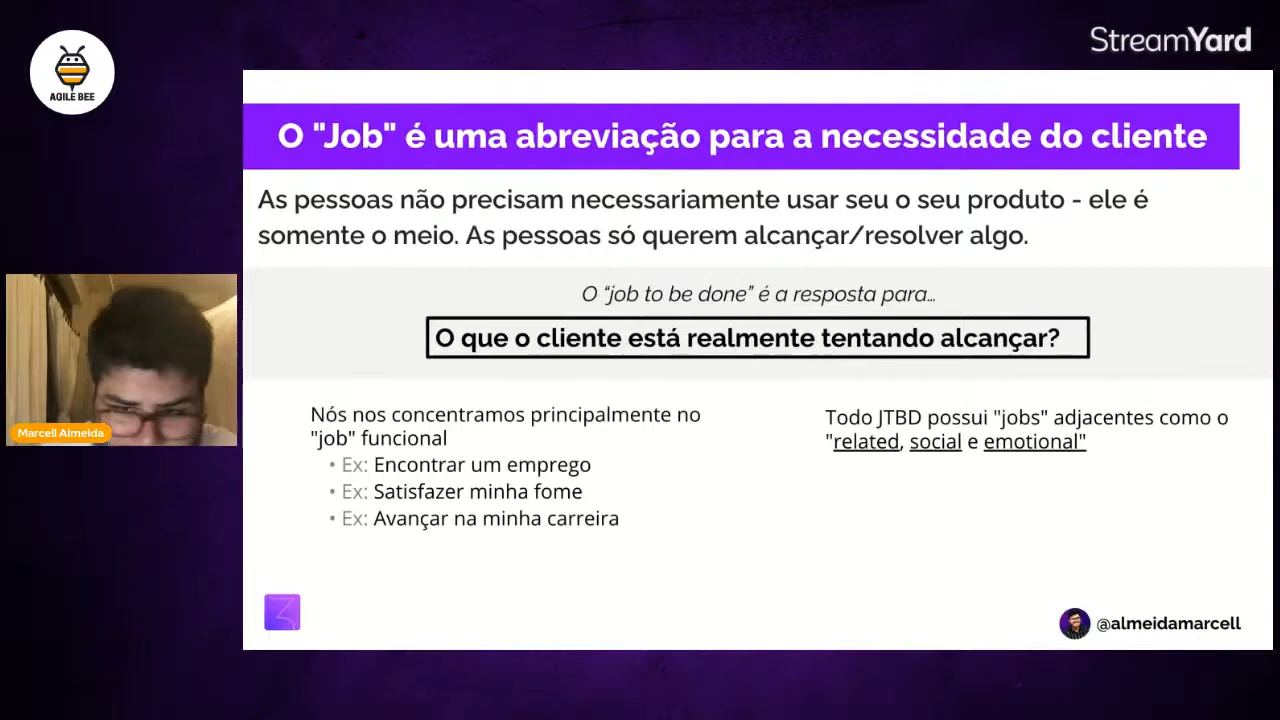 AGILE BEE
StreamYard
O "Job" é uma abreviação para a necessidade do cliente
As pessoas não precisam necessariamente usar seu o seu produto - ele é
somente o meio. As pessoas só querem alcançar/resolver algo.
O “job to be done” é a resposta para...
O que o cliente está realmente tentando alcançar?
Nós nos concentramos principalmente no
"job" funcional
• Ex: Encontrar um emprego
• Ex: Satisfazer minha fome
• Ex: Avançar na minha carreira
Todo JTBD possui "jobs" adjacentes como o
"related, social e emotional"
Marcell Almeida
@almeidamarcell